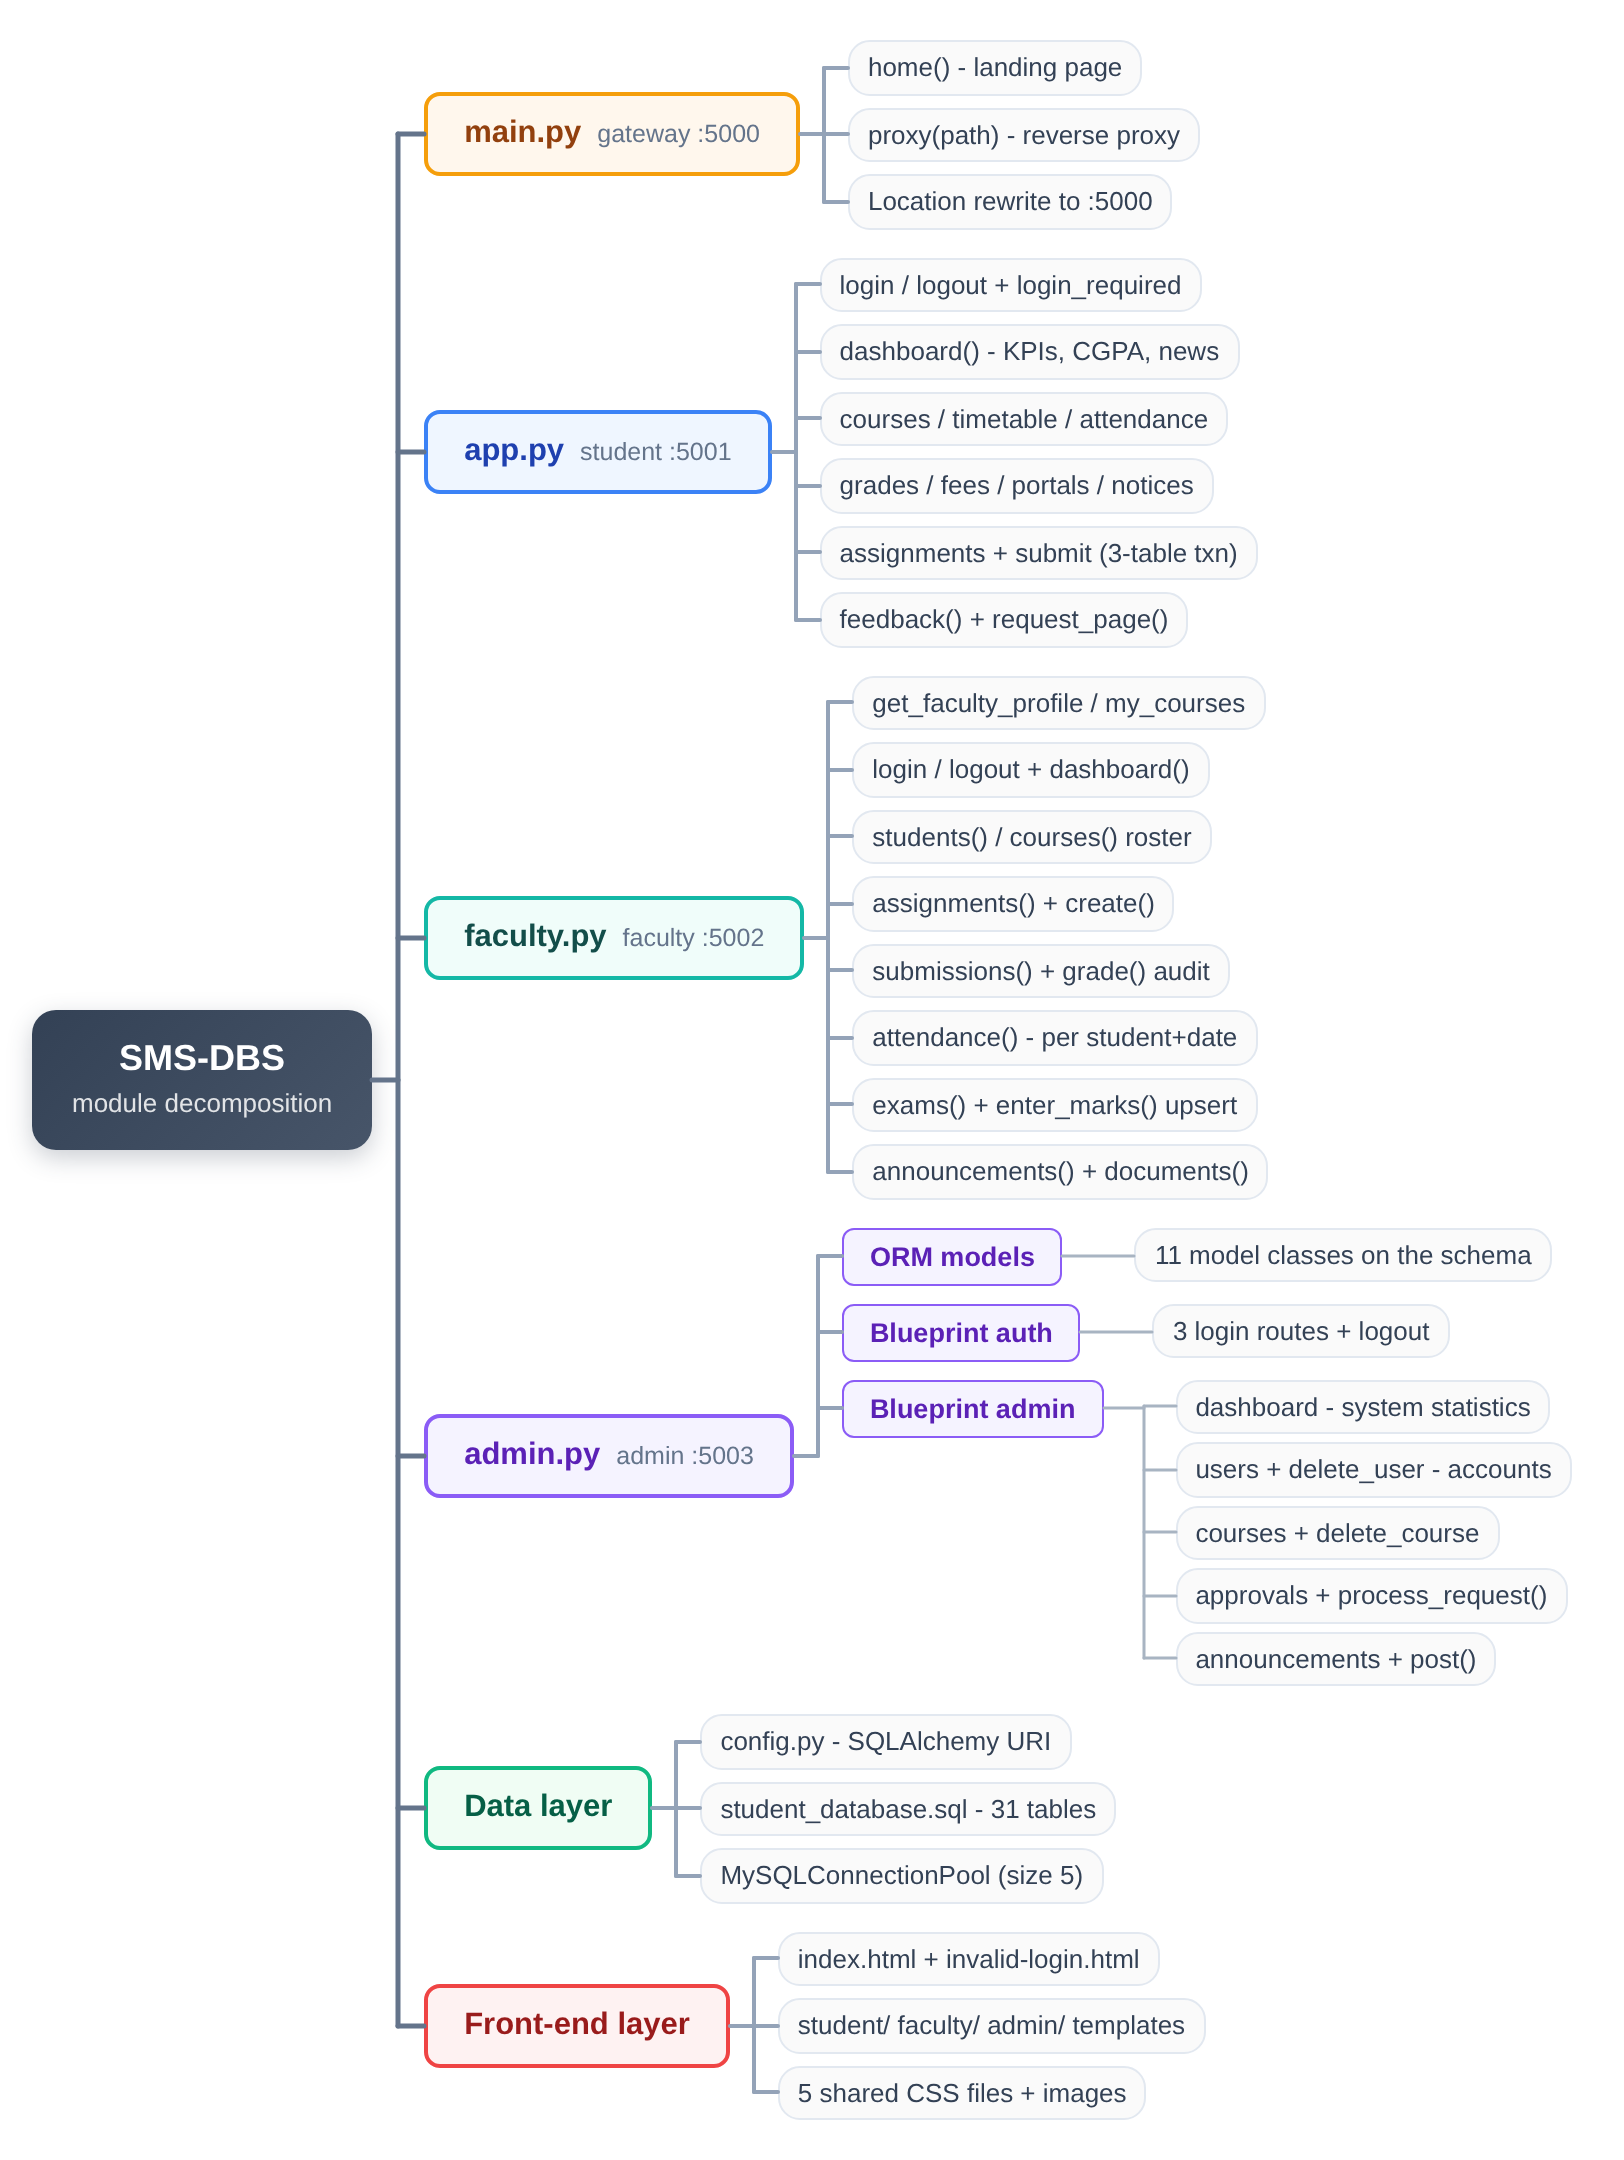 SMS-DBS
module decomposition
main.py gateway :5000
home() - landing page
proxy(path) - reverse proxy
Location rewrite to :5000
app.py student :5001
login / logout + login_required
dashboard() - KPIs, CGPA, news
courses / timetable / attendance
grades / fees / portals / notices
assignments + submit (3-table txn)
feedback() + request_page()
faculty.py faculty :5002
get_faculty_profile / my_courses
login / logout + dashboard()
students() / courses() roster
assignments() + create()
submissions() + grade() audit
attendance() - per student+date
exams() + enter_marks() upsert
announcements() + documents()
admin.py admin :5003
ORM models
11 model classes on the schema
Blueprint auth
3 login routes + logout
Blueprint admin
dashboard - system statistics
users + delete_user - accounts
courses + delete_course
approvals + process_request()
announcements + post()
Data layer
config.py - SQLAlchemy URI
student_database.sql - 31 tables
MySQLConnectionPool (size 5)
Front-end layer
index.html + invalid-login.html
student/ faculty/ admin/ templates
5 shared CSS files + images